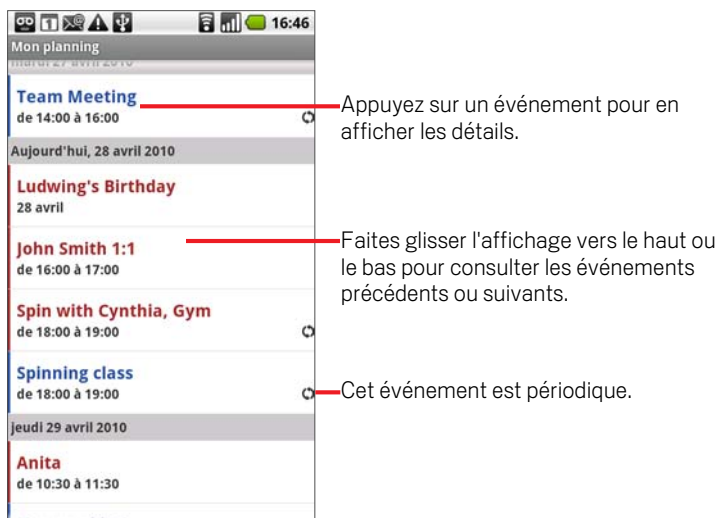 16:46
Mon planning
mardi 27 avril 2010
Team Meeting
de 14:00 à 16:00
Appuyez sur un événement pour en
afficher les détails.
Aujourd'hui, 28 avril 2010
Ludwing's Birthday
28 avril
John Smith 1:1
de 16:00 à 17:00
Faites glisser l'affichage vers le haut ou
le bas pour consulter les événements
précédents ou suivants.
Spin with Cynthia, Gym
de 18:00 à 19:00
Spinning class
de 18:00 à 19:00
Cet événement est périodique.
jeudi 29 avril 2010
Anita
de 10:30 à 11:30